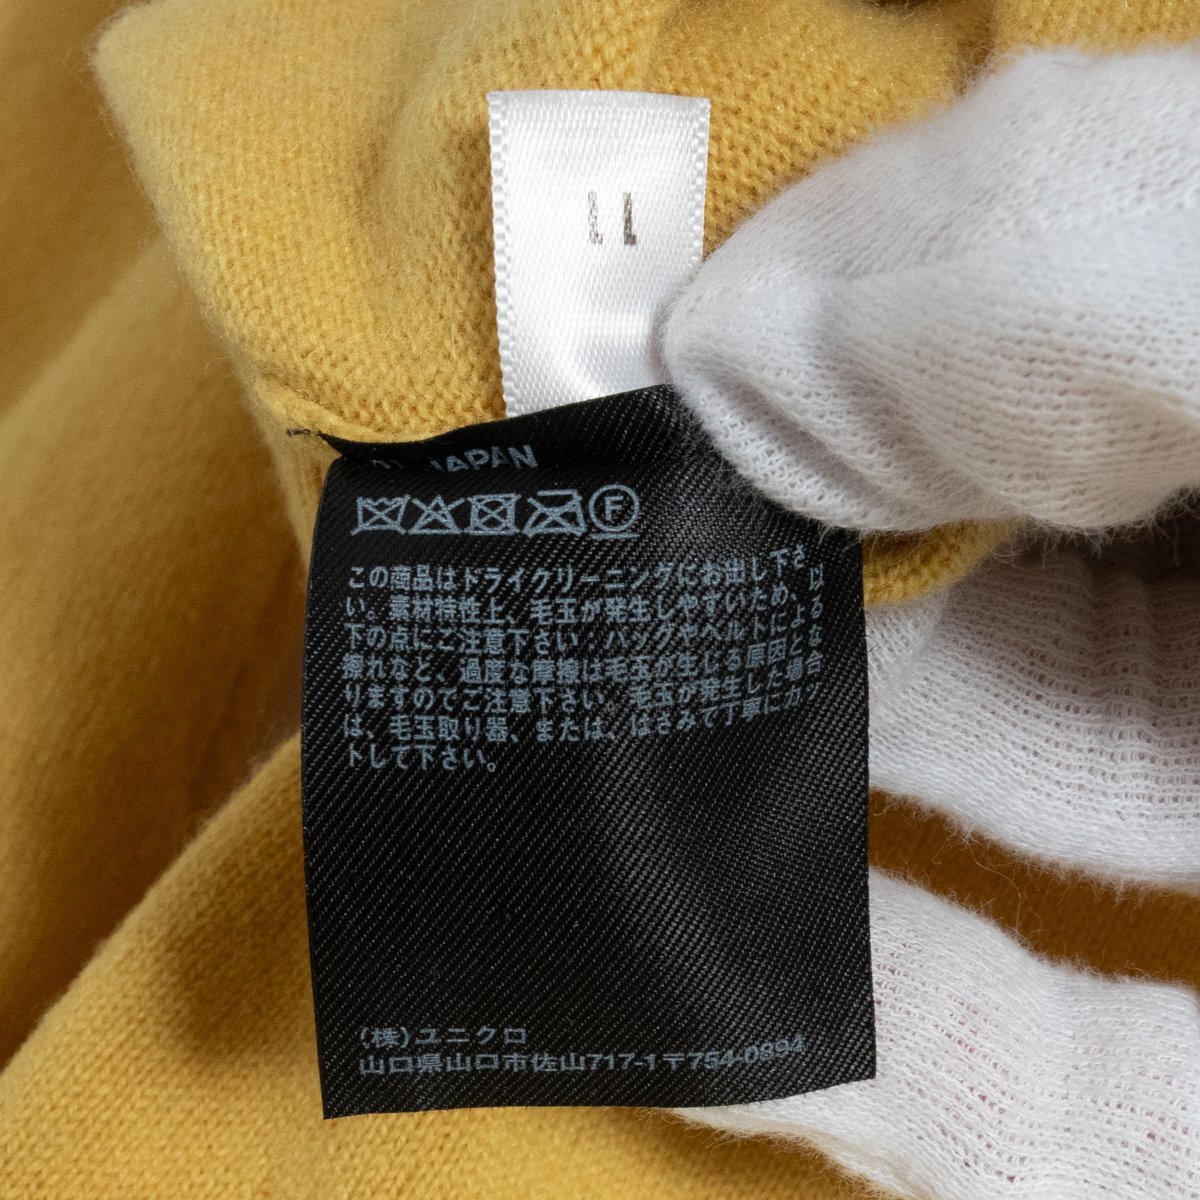 11
JAPAN
F
この商品はドライクリーニングにお出し下さ
い。素材特性上、毛玉が発生しやすいため、以
下の点にご注意下さい・バッグやベルトによる
擦れなど、過度な摩擦は毛玉が生じる原因とな
りますのでご注意下さい。毛玉が発生した場合
は、毛玉取り器、または、はさみで丁寧にカッ
トして下さい。
(株)ユニクロ
山口県山口市佐山717-1〒754-0894